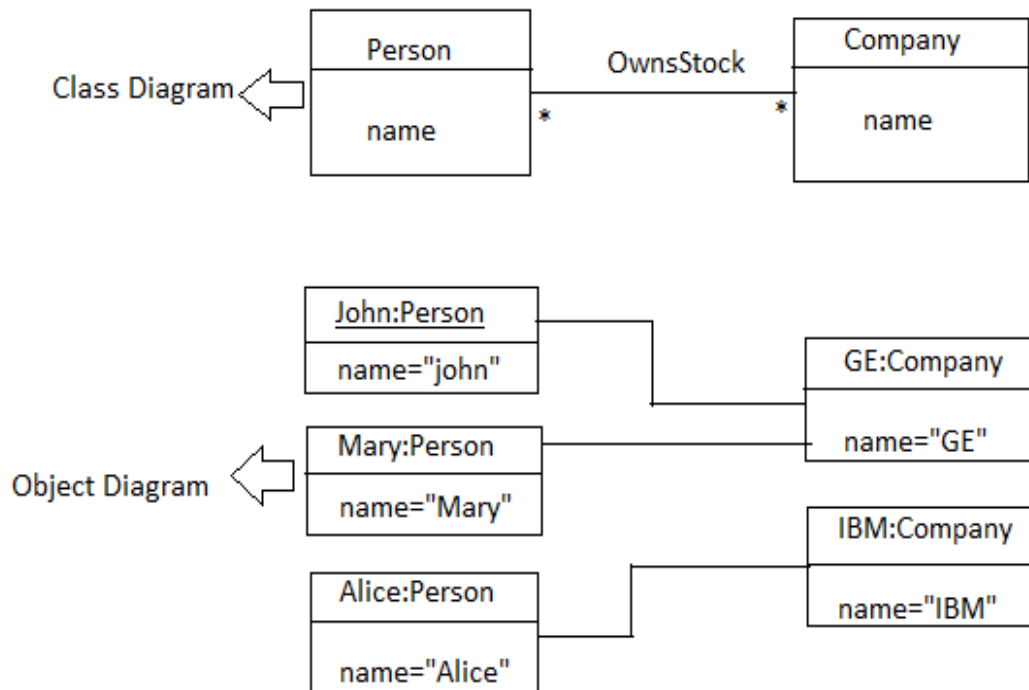 Person
Company
OwnsStock
Class Diagram
name
*
*
name
John:Person
name="john"
GE:Company
name="GE"
Mary:Person
name="Mary"
Object Diagram
IBM:Company
name="IBM"
Alice:Person
name="Alice"